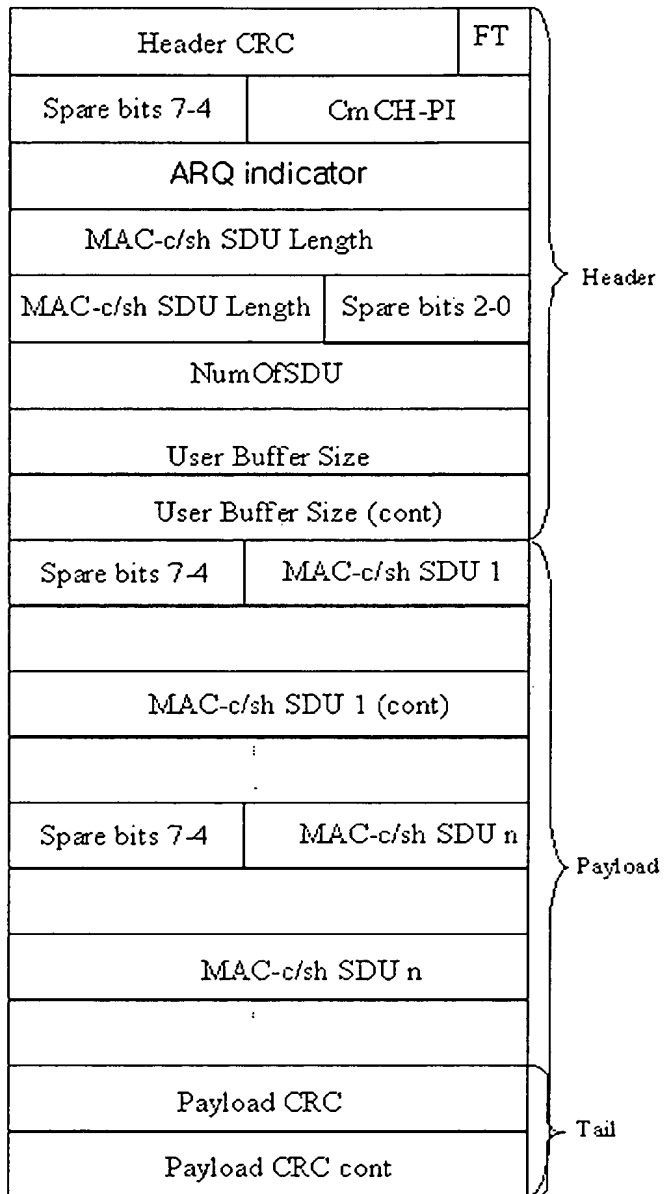 Header CRC FT
Spare bits 7-4 CmCH-PI
ARQ indicator
MAC-c/sh SDU Length
MAC-c/sh SDU Length Spare bits 2-0
Header
NumOfSDU
User Buffer Size
User Buffer Size (cont)
Spare bits 7-4 MAC-c/sh SDU 1
MAC-c/sh SDU 1 (cont)
Spare bits 7-4 MAC-c/sh SDU n
Payload
MAC-c/sh SDU n
Payload CRC
Tail
Payload CRC cont